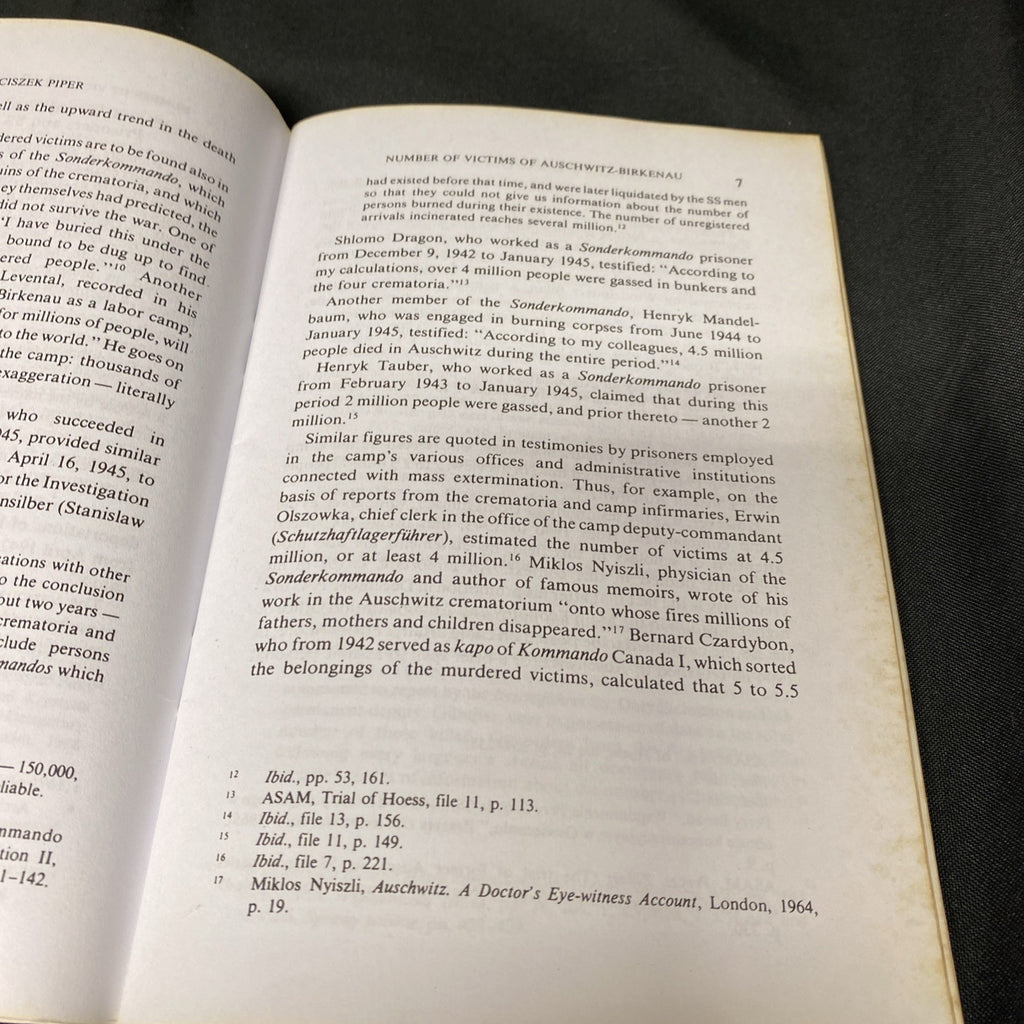 CISZEK PIPER
ell as the upward trend in the death
dered victims are to be found also in
s of the Sonderkommando, which
uins of the crematoria, and which
ey themselves had predicted, the
did not survive the war. One of
"I have buried this under the
bound to be dug up to find
ered people."10 Another
Levental, recorded in his
Birkenau as a labor camp,
for millions of people, will
to the world." He goes on
the camp: thousands of
exaggeration — literally
who succeeded in
945, provided similar
April 16, 1945, to
or the Investigation
nsilber (Stanislaw
ations with other
o the conclusion
out two years —
crematoria and
clude persons
mandos which
— 150,000,
liable.
nmando
tion II,
1–142.
NUMBER OF VICTIMS OF AUSCHWITZ-BIRKENAU 7
had existed before that time, and were later liquidated by the SS men
so that they could not give us information about the number of
persons burned during their existence. The number of unregistered
arrivals incinerated reaches several million.12
Shlomo Dragon, who worked as a Sonderkommando prisoner
from December 9, 1942 to January 1945, testified: "According to
my calculations, over 4 million people were gassed in bunkers and
the four crematoria."13
Another member of the Sonderkommando, Henryk Mandel-
baum, who was engaged in burning corpses from June 1944 to
January 1945, testified: "According to my colleagues, 4.5 million
people died in Auschwitz during the entire period."14
Henryk Tauber, who worked as a Sonderkommando prisoner
from February 1943 to January 1945, claimed that during this
period 2 million people were gassed, and prior thereto — another 2
million.15
Similar figures are quoted in testimonies by prisoners employed
in the camp's various offices and administrative institutions
connected with mass extermination. Thus, for example, on the
basis of reports from the crematoria and camp infirmaries, Erwin
Olszowka, chief clerk in the office of the camp deputy-commandant
(Schutzhaftlagerführer), estimated the number of victims at 4.5
million, or at least 4 million.16 Miklos Nyiszli, physician of the
Sonderkommando and author of famous memoirs, wrote of his
work in the Auschwitz crematorium "onto whose fires millions of
fathers, mothers and children disappeared."17 Bernard Czardybon,
who from 1942 served as kapo of Kommando Canada I, which sorted
the belongings of the murdered victims, calculated that 5 to 5.5
12 Ibid., pp. 53, 161.
13 ASAM, Trial of Hoess, file 11, p. 113.
14 Ibid., file 13, p. 156.
15 Ibid., file 11, p. 149.
16 Ibid., file 7, p. 221.
17 Miklos Nyiszli, Auschwitz. A Doctor's Eye-witness Account, London, 1964,
p. 19.